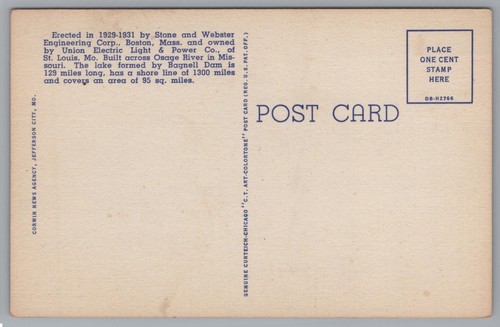 Erected in 1929-1931 by Stone and Webster
Engineering Corp., Boston, Mass. and owned
by Union Electric Light & Power Co., of
St. Louis, Mo. Built across Osage River in Mis-
souri. The lake formed by Bagnell Dam is
129 miles long, has a shore line of 1300 miles
and covers an area of 95 sq. miles.
CORWIN NEWS AGENCY, JEFFERSON CITY, MO.
GENUINE CURTEICH-CHICAGO "C.T. ART-COLORTONE" POST CARD (REG. U.S. PAT. OFF.)
POST CARD
PLACE
ONE CENT
STAMP
HERE
DB-H2766